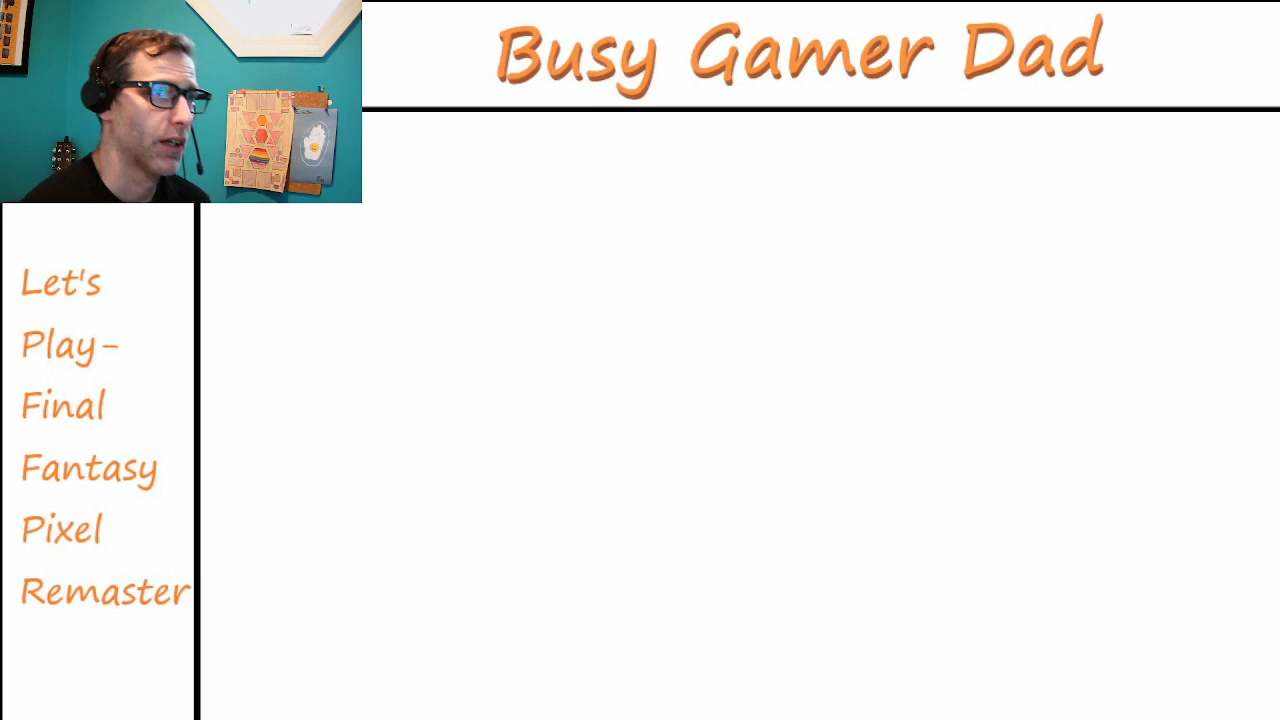 Busy Gamer Dad
Let's
Play-
Final
Fantasy
Pixel
Remaster